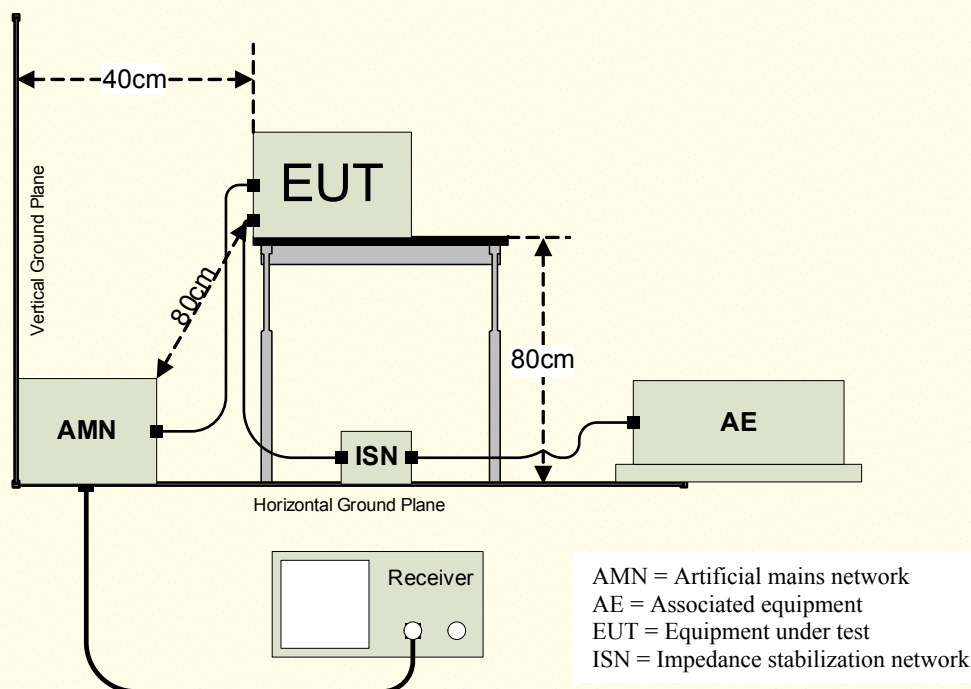 40cm
EUT
Vertical Ground Plane
80cm
80cm
AMN
ISN
AE
Horizontal Ground Plane
Receiver
AMN = Artificial mains network
AE = Associated equipment
EUT = Equipment under test
ISN = Impedance stabilization network